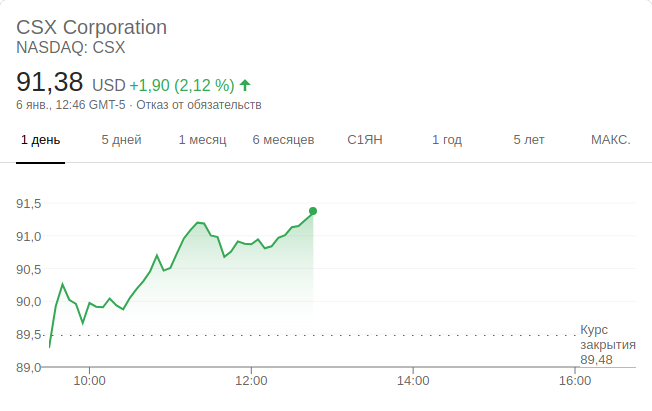 CSX Corporation
NASDAQ: CSX
91,38 USD +1,90 (2,12 %)
6 янв., 12:46 GMT-5 · Отказ от обязательств
1 день 5 дней 1 месяц 6 месяцев С1ЯН 1 год 5 лет МАКС.
91,5
91,0
90,5
90,0
89,5
89,0
Курс
закрытия
89,48
10:00 12:00 14:00 16:00